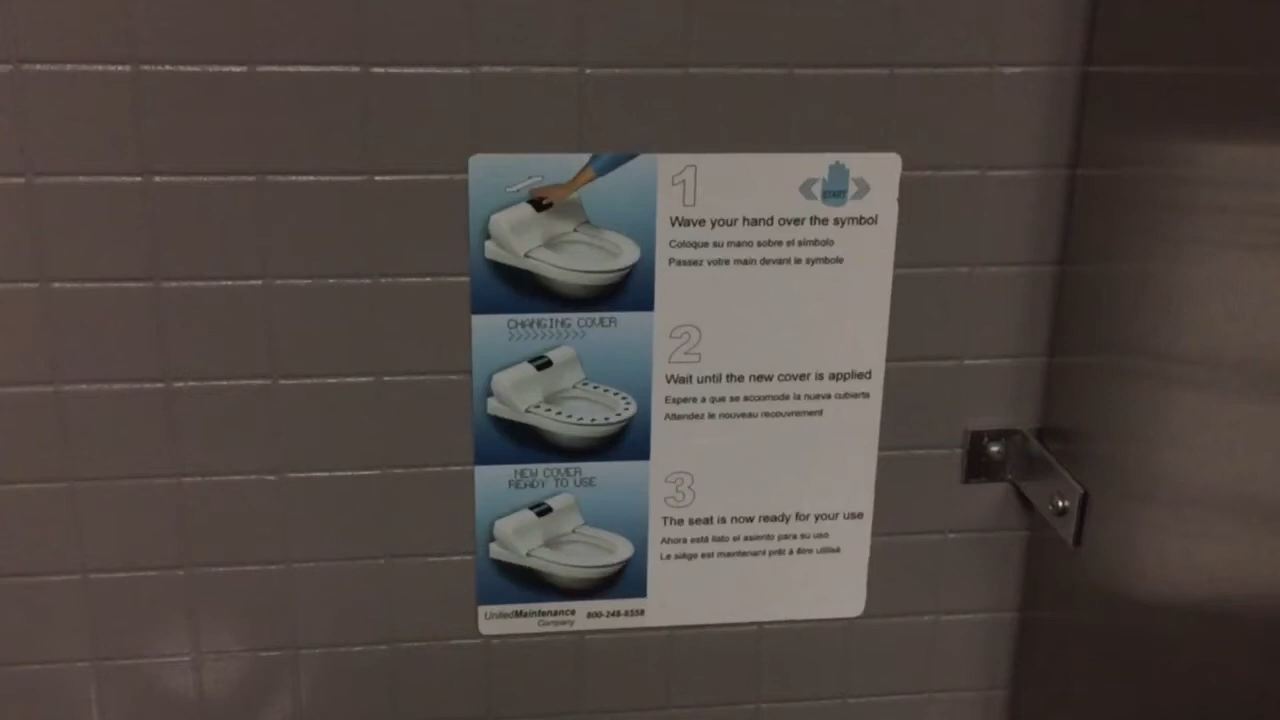 1
START
Wave your hand over the symbol
Coloque su mano sobre el símbolo
Passez votre main devant le symbole
CHANGING COVER
>>>>>>>>>>
2
Wait until the new cover is applied
Espere a que se accomode la nueva cubierta
Attendez le nouveau recouvrement
NEW COVER
READY TO USE
3
The seat is now ready for your use
Ahora está listo el asiento para su uso
Le siège est maintenant prêt à être utilisé
UnitedMaintenance 800-248-8558
Company